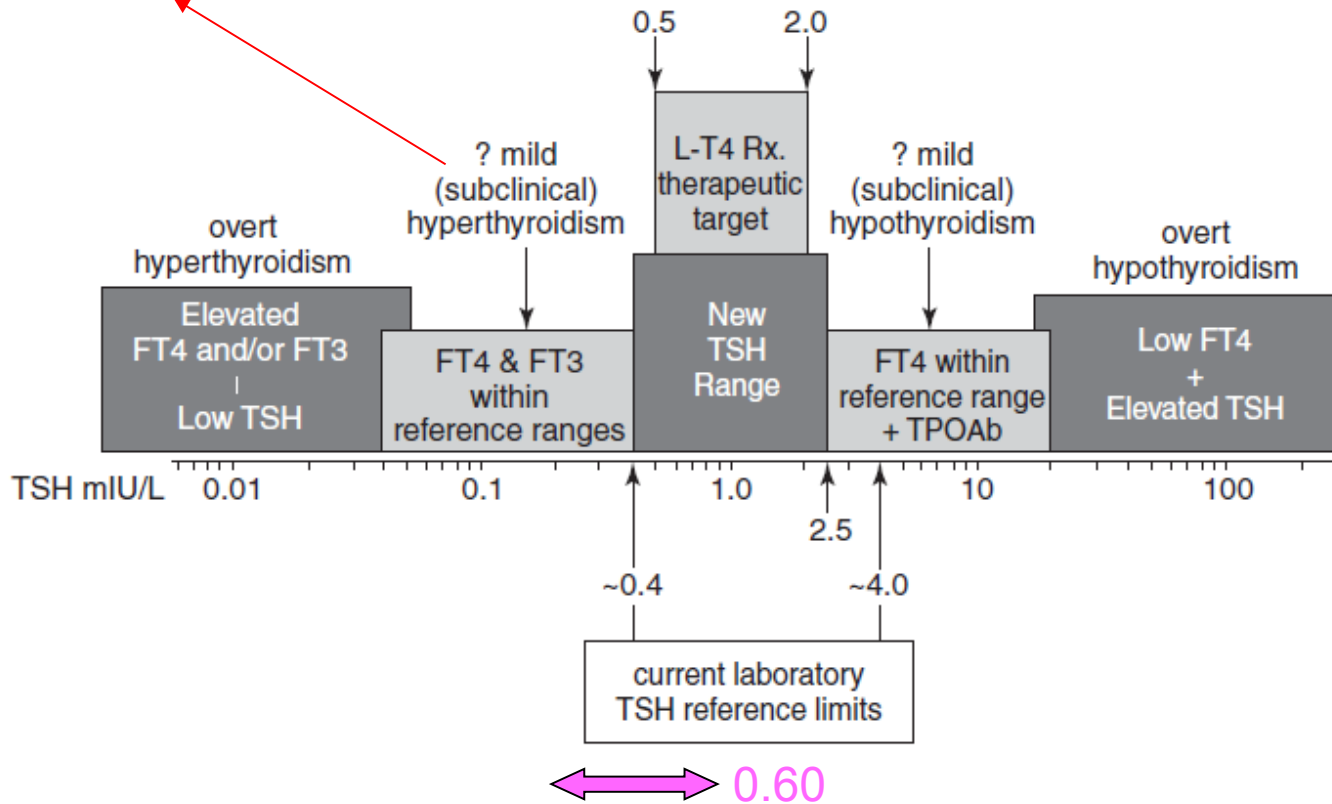 0.5
2.0
L-T4 Rx.
therapeutic
target
? mild
(subclinical)
hyperthyroidism
? mild
(subclinical)
hypothyroidism
overt
hyperthyroidism
overt
hypothyroidism
Elevated
FT4 and/or FT3
Low TSH
FT4 & FT3
within
reference ranges
New
TSH
Range
FT4 within
reference range
+ TPOAb
Low FT4
+
Elevated TSH
TSH mIU/L 0.01 0.1 1.0 10 100
2.5
~0.4
~4.0
current laboratory
TSH reference limits
0.60